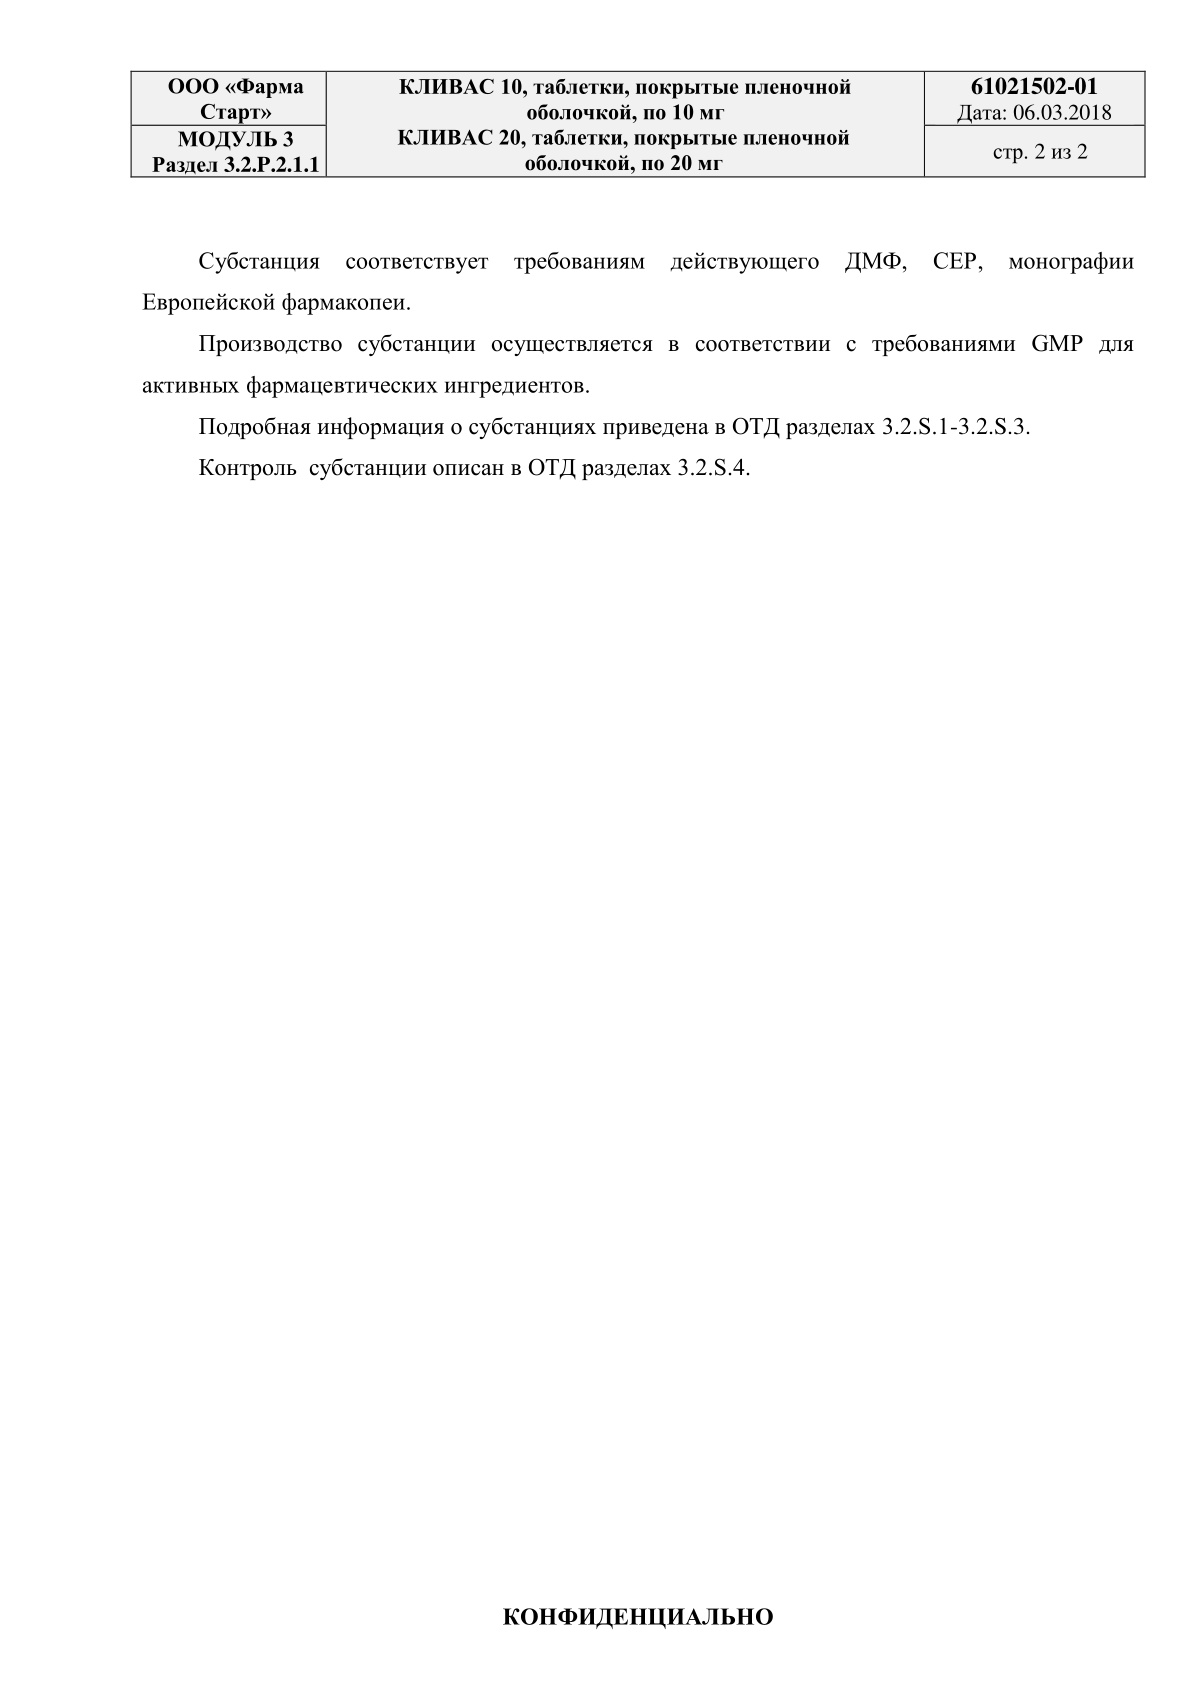 ООО «Фарма
Старт»
МОДУЛЬ 3
Раздел 3.2.Р.2.1.1
КЛИВАС 10, таблетки, покрытые пленочной
оболочкой, по 10 мг
КЛИВАС 20, таблетки, покрытые пленочной
оболочкой, по 20 мг
61021502-01
Дата: 06.03.2018
стр. 2 из 2
Субстанция соответствует требованиям действующего ДМФ, СЕР, монографии
Европейской фармакопеи.
Производство субстанции осуществляется в соответствии с требованиями GMP для
активных фармацевтических ингредиентов.
Подробная информация о субстанциях приведена в ОТД разделах 3.2.S.1-3.2.S.3.
Контроль  субстанции описан в ОТД разделах 3.2.S.4.
КОНФИДЕНЦИАЛЬНО